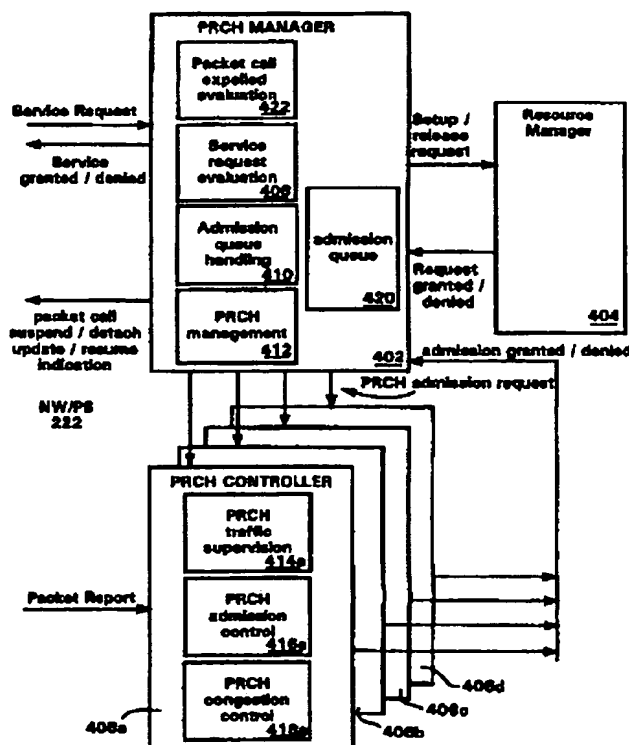 PRCH MANAGER
Packet call
expelled
evaluation
422
Service Request
Service
granted / denied
Service
request
evaluation
408
Admission
queue
handling
410
admission
queue
420
PRCH
management
412
402
packet call
suspend / detach
update / resume
indication
NW/PS
222
Setup /
release
request
Resource
Manager
Request
granted /
denied
404
admission granted / denied
PRCH admission request
PRCH CONTROLLER
PRCH
traffic
supervision
414a
Packet Report
PRCH
admission
control
416a
PRCH
congestion
control
418a
406a
406b
406c
406d